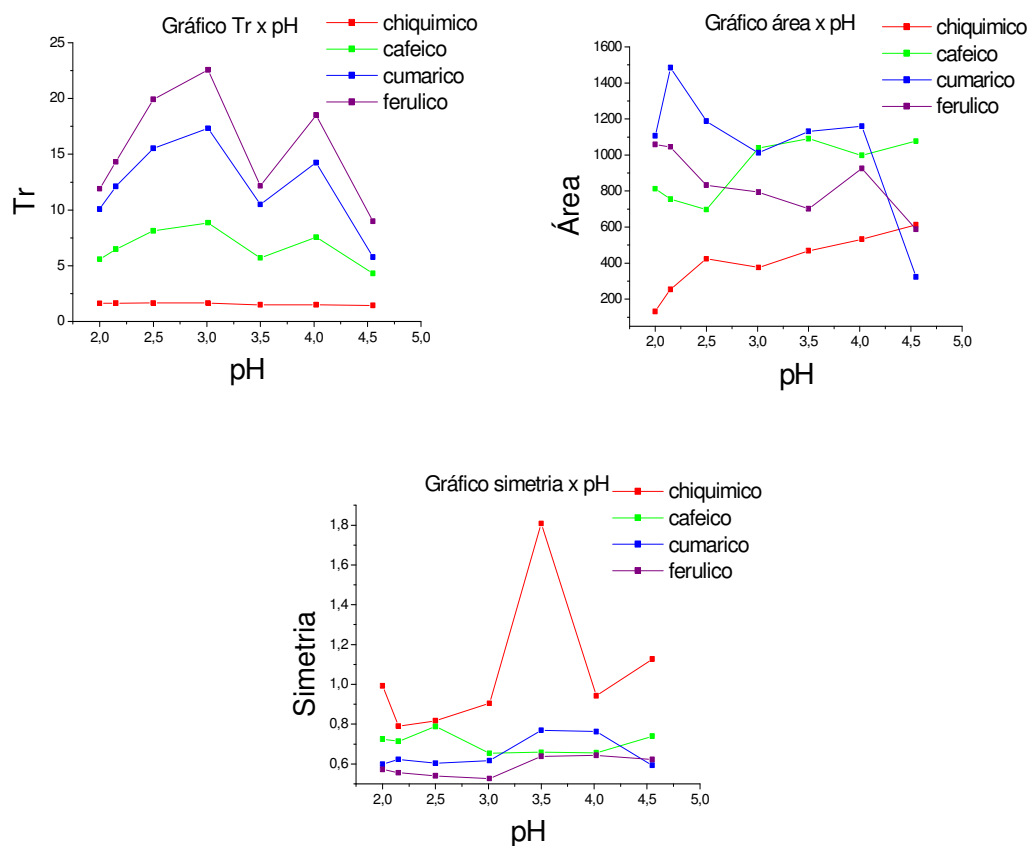 Gráfico Tr x pH
chiquimico
cafeico
cumarico
ferulico
25
20
15
10
5
0
Tr
2,0 2,5 3,0 3,5 4,0 4,5 5,0
pH
Gráfico área x pH
chiquimico
cafeico
cumarico
ferulico
1600
1400
1200
1000
800
600
400
200
Área
2,0 2,5 3,0 3,5 4,0 4,5 5,0
pH
Gráfico simetria x pH
chiquimico
cafeico
cumarico
ferulico
1,8
1,6
1,4
1,2
1,0
0,8
0,6
Simetria
2,0 2,5 3,0 3,5 4,0 4,5 5,0
pH